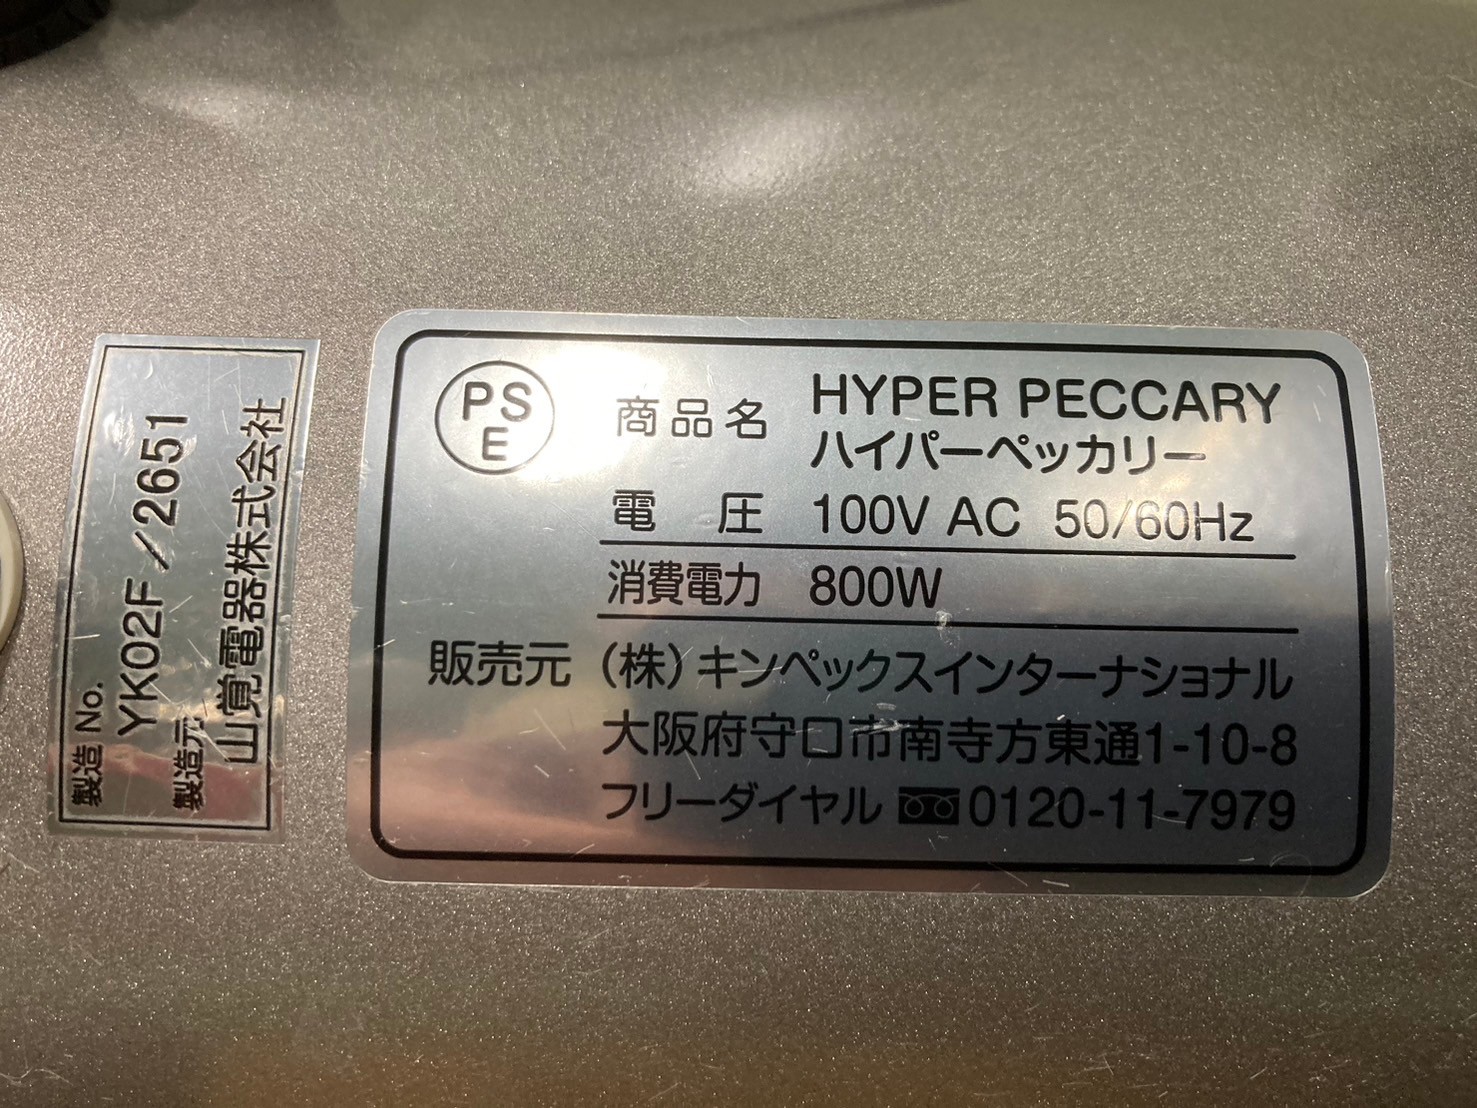 製造 No.
YK02F／2651
製造元
山覚電器株式会社
PS
E
商品名 HYPER PECCARY
ハイパーペッカリー
電 圧 100V AC 50/60Hz
消費電力 800W
販売元 (株)キンペックスインターナショナル
大阪府守口市南寺方東通1-10-8
フリーダイヤル 0120-11-7979